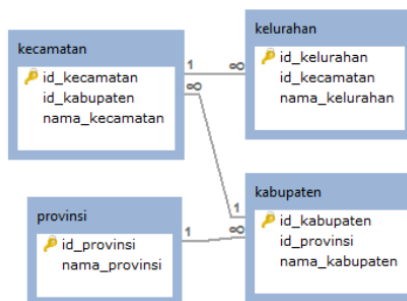 kecamatan
id_kecamatan
id_kabupaten
nama_kecamatan
kelurahan
id_kelurahan
id_kecamatan
nama_kelurahan
provinsi
id_provinsi
nama_provinsi
kabupaten
id_kabupaten
id_provinsi
nama_kabupaten
1
∞
∞
1
1
∞